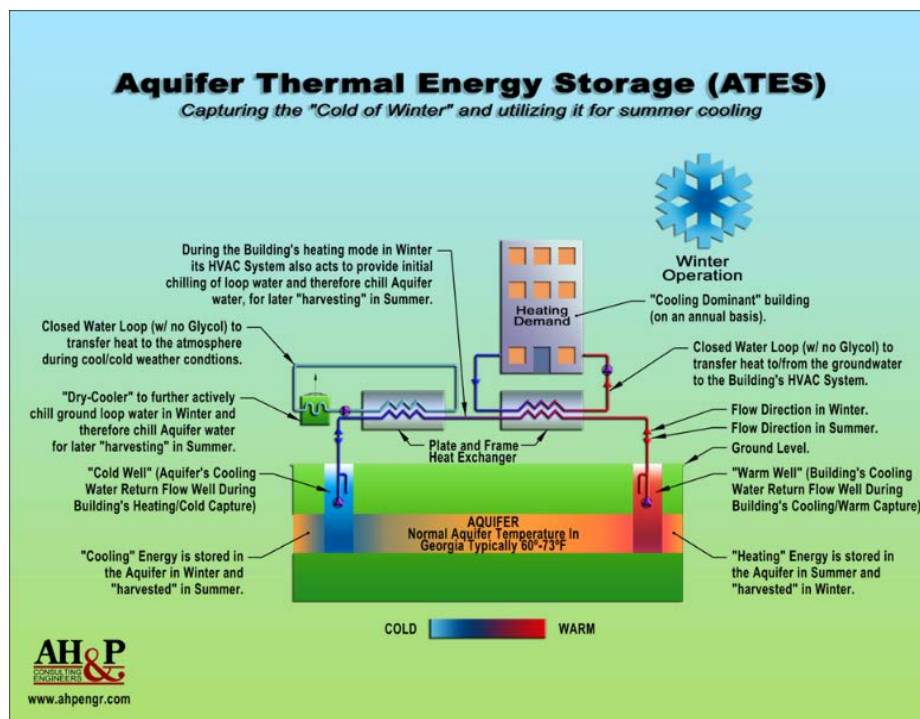 Aquifer Thermal Energy Storage (ATES)
Capturing the "Cold of Winter" and utilizing it for summer cooling
Winter
Operation
During the Building's heating mode in Winter
its HVAC System also acts to provide initial
chilling of loop water and therefore chill Aquifer
water, for later "harvesting" in Summer.
Heating
Demand
"Cooling Dominant" building
(on an annual basis).
Closed Water Loop (w/ no Glycol) to
transfer heat to the atmosphere
during cool/cold weather condtions.
Closed Water Loop (w/ no Glycol) to
transfer heat to/from the groundwater
to the Building's HVAC System.
"Dry-Cooler" to further actively
chill ground loop water in Winter and
therefore chill Aquifer water
for later "harvesting" in Summer.
Plate and Frame
Heat Exchanger
Flow Direction in Winter.
Flow Direction in Summer.
Ground Level.
"Cold Well" (Aquifer's Cooling
Water Return Flow Well During
Building's Heating/Cold Capture)
"Warm Well" (Building's Cooling
Water Return Flow Well During
Building's Cooling/Warm Capture)
AQUIFER
Normal Aquifer Temperature In
Georgia Typically 60º-73ºF
"Cooling" Energy is stored in
the Aquifer in Winter and
"harvested" in Summer.
"Heating" Energy is stored in
the Aquifer in Summer and
"harvested" in Winter.
COLD
WARM
AH&P
CONSULTING
ENGINEERS
www.ahpengr.com